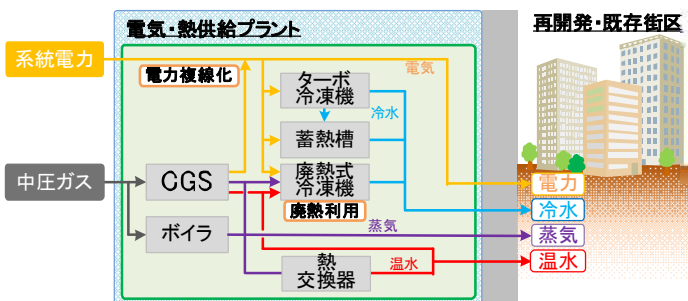 電気・熱供給プラント
再開発・既存街区
系統電力
電力複線化
電気
ターボ
冷凍機
冷水
蓄熱槽
中圧ガス
CGS
廃熱式
冷凍機
廃熱利用
ボイラ
蒸気
熱
交換器
温水
電力
冷水
蒸気
温水